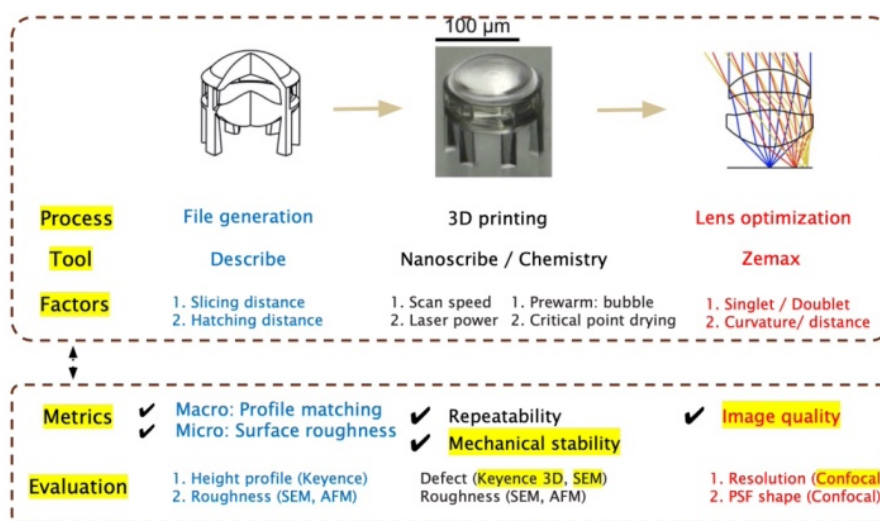 100 μm
Process File generation 3D printing Lens optimization
Tool Describe Nanoscribe / Chemistry Zemax
Factors
1. Slicing distance 1. Scan speed 1. Prewarm: bubble 1. Singlet / Doublet
2. Hatching distance 2. Laser power 2. Critical point drying 2. Curvature/ distance
Metrics
✔ Macro: Profile matching ✔ Repeatability ✔ Image quality
✔ Micro: Surface roughness ✔ Mechanical stability
Evaluation
1. Height profile (Keyence) Defect (Keyence 3D, SEM) 1. Resolution (Confocal)
2. Roughness (SEM, AFM) Roughness (SEM, AFM) 2. PSF shape (Confocal)